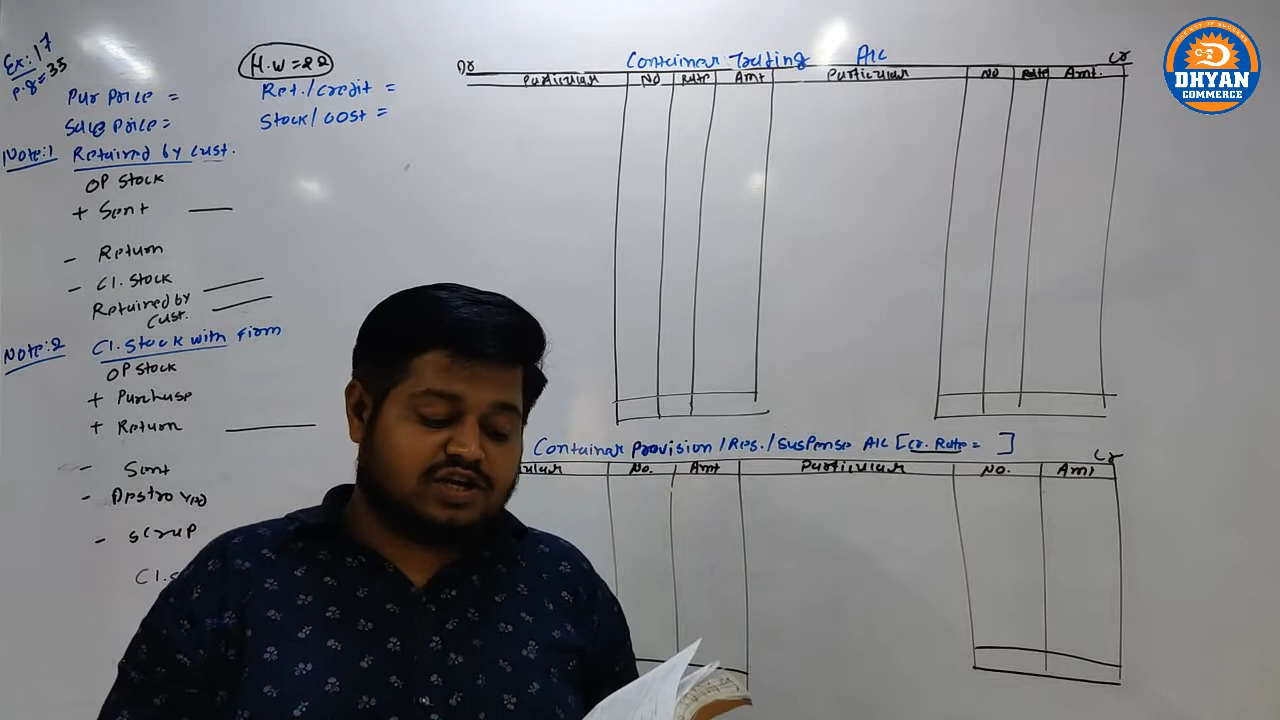 Ex:17
P.g=35
H.W=22
Pur Price =
Sale Price=
Ret./credit =
Stock/cost =
Note:1 Retained by Cust.
OP Stock
+ Sent
- Return
- Cl. Stock
Retained by
Cust.
Note:2 Cl. Stock with Firm
OP Stock
+ Purchase
+ Return
- Sent
- Destroyed
- Scrap
Dr Container Trading A/c Cr
Particular No Rate Amt Particular No Rate Amt.
Container Provision/Res./Suspense A/c [Cr. Rate = ]
Cr
No. Amt Particular No. Amt
DHYAN
COMMERCE